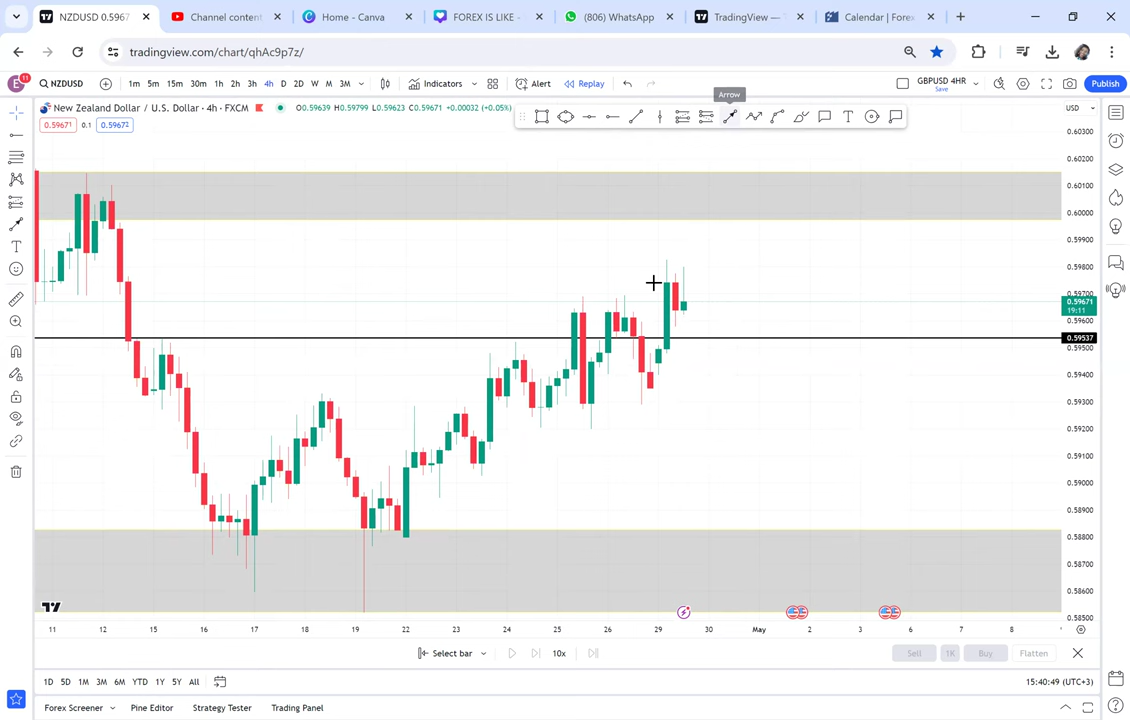 NZDUSD 0.5967
Channel content
Home - Canva
FOREX IS LIKE -
(806) WhatsApp
TradingView —
Calendar | Forex
tradingview.com/chart/qhAc9p7z/
E
11
NZDUSD
1m 5m 15m 30m 1h 2h 3h 4h D 2D W M 3M
Indicators
Alert
Replay
GBPUSD 4HR
Save
Publish
Arrow
New Zealand Dollar / U.S. Dollar · 4h · FXCM
O0.59639 H0.59799 L0.59623 C0.59671 +0.00032 (+0.05%)
USD
0.59671
0.1
0.59672
0.60300
0.60200
0.60100
0.60000
0.59900
0.59800
0.59700
0.59671
19:11
0.59600
0.59537
0.59500
0.59400
0.59300
0.59200
0.59100
0.59000
0.58900
0.58800
0.58700
0.58600
0.58500
11 12 15 16 17 18 19 22 23 24 25 26 29 30 May 2 3 6 7 8
Select bar
10x
Sell
1K
Buy
Flatten
1D 5D 1M 3M 6M YTD 1Y 5Y All
15:40:49 (UTC+3)
Forex Screener
Pine Editor
Strategy Tester
Trading Panel